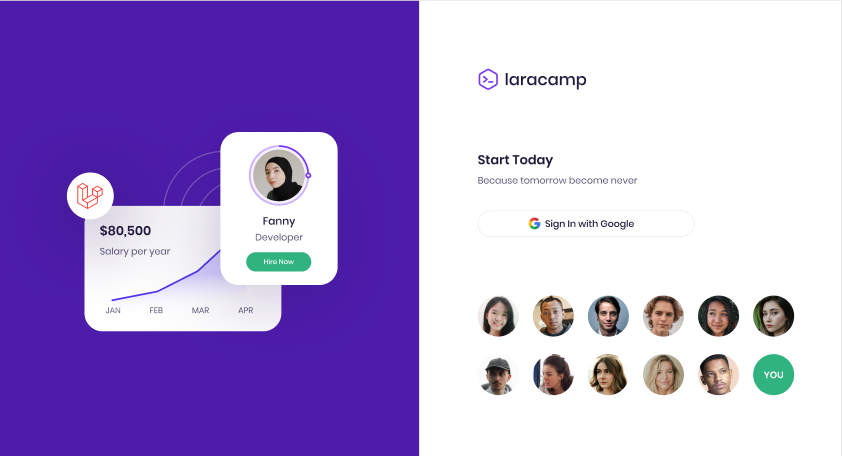 $80,500
Salary per year
JAN FEB MAR APR
Fanny
Developer
Hire Now
laracamp
Start Today
Because tomorrow become never
Sign In with Google
YOU